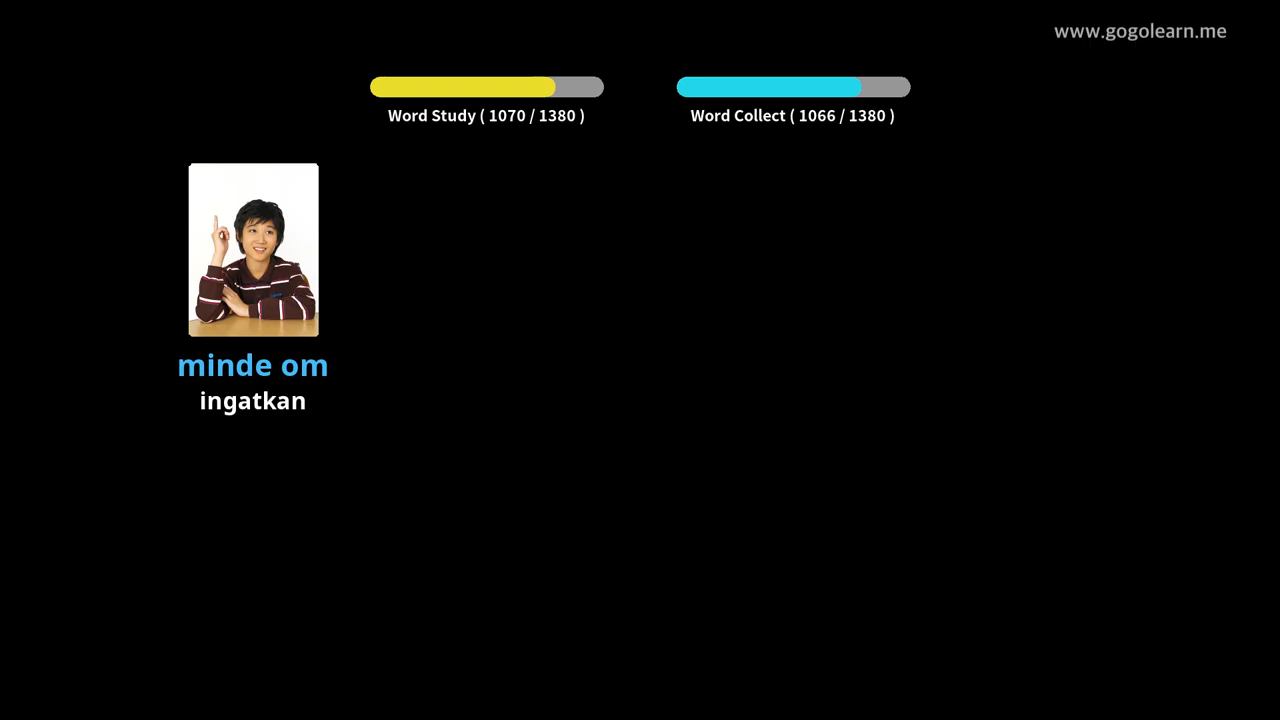 www.gogolearn.me
Word Study ( 1070 / 1380 )
Word Collect ( 1066 / 1380 )
minde om
ingatkan